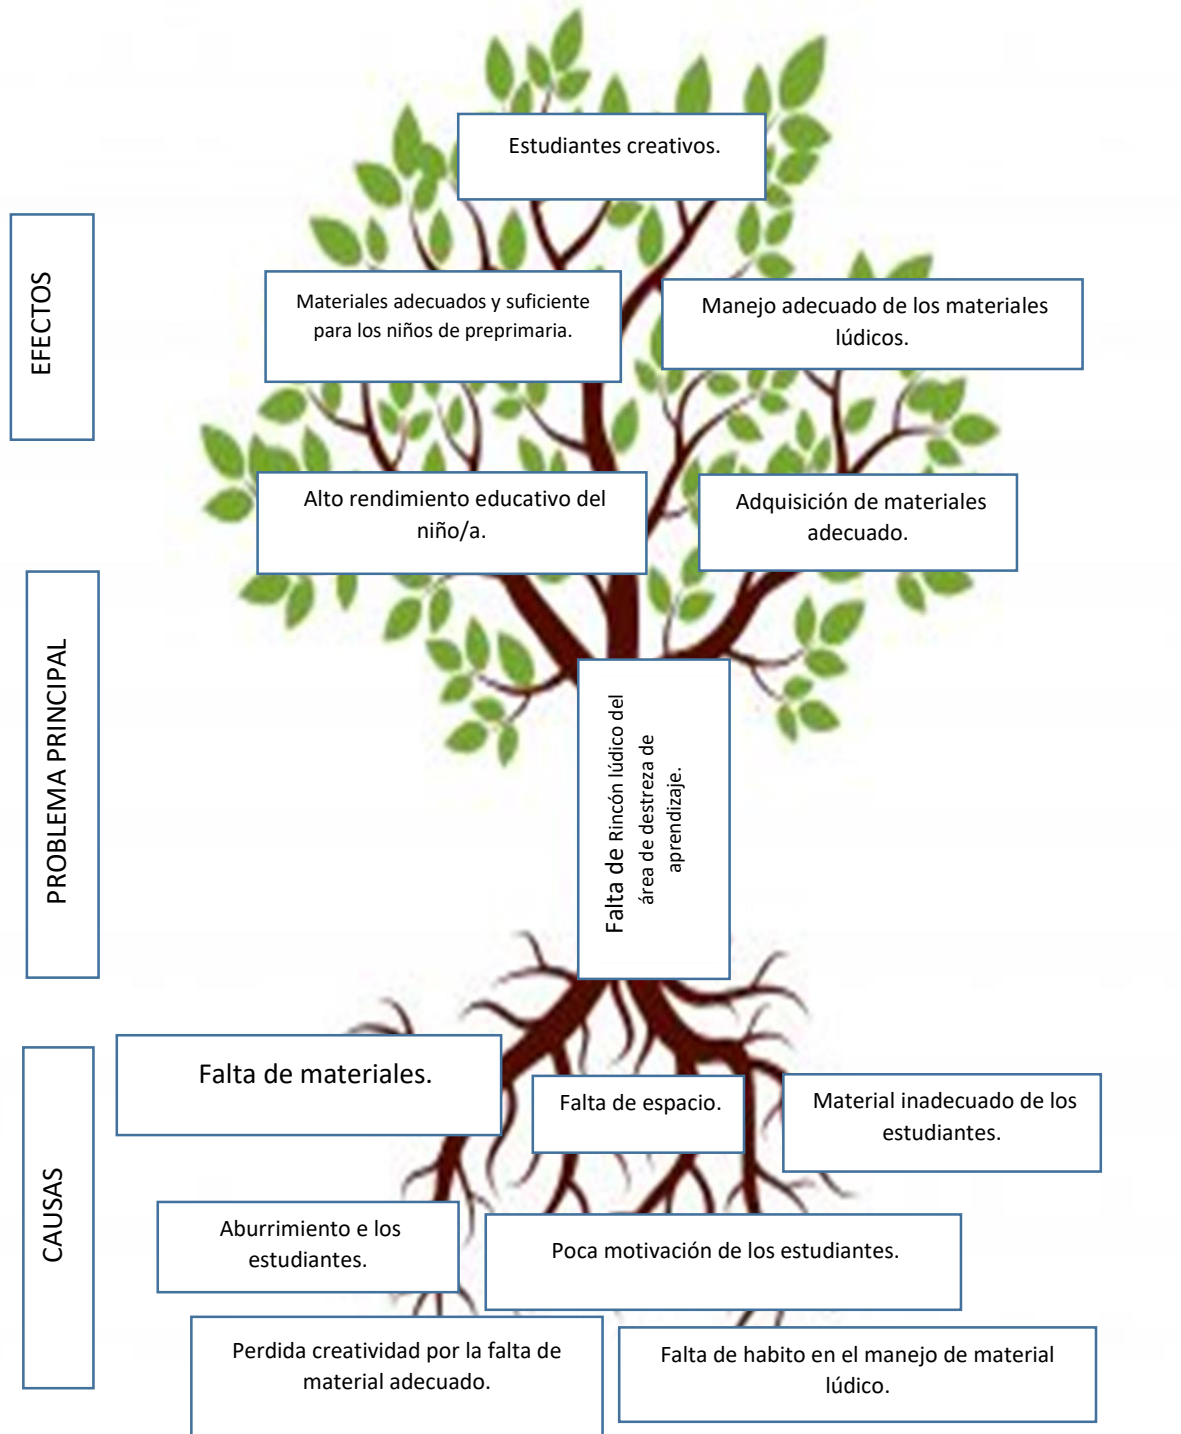 Estudiantes creativos.
EFECTOS
Materiales adecuados y suficiente
para los niños de preprimaria.
Manejo adecuado de los materiales
lúdicos.
Alto rendimiento educativo del
niño/a.
Adquisición de materiales
adecuado.
PROBLEMA PRINCIPAL
Falta de Rincón lúdico del
área de destreza de
aprendizaje.
CAUSAS
Falta de materiales.
Falta de espacio.
Material inadecuado de los
estudiantes.
Aburrimiento e los
estudiantes.
Poca motivación de los estudiantes.
Perdida creatividad por la falta de
material adecuado.
Falta de habito en el manejo de material
lúdico.